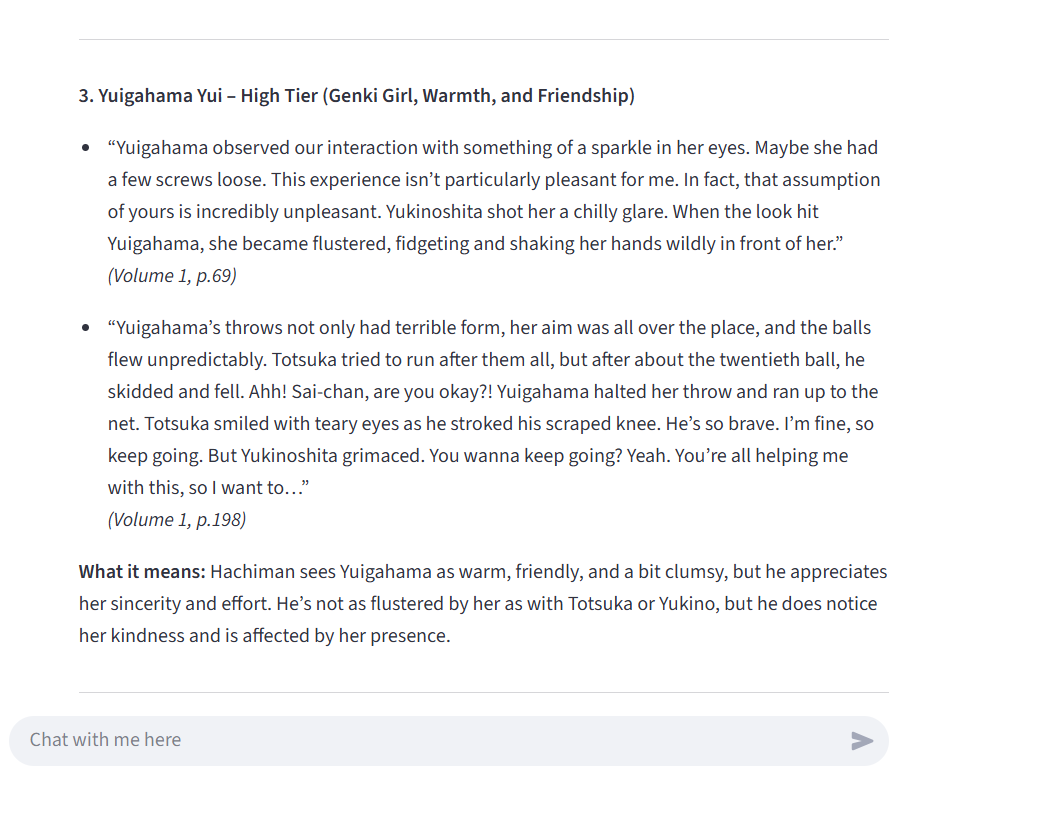 3. Yuigahama Yui – High Tier (Genki Girl, Warmth, and Friendship)
• “Yuigahama observed our interaction with something of a sparkle in her eyes. Maybe she had
a few screws loose. This experience isn’t particularly pleasant for me. In fact, that assumption
of yours is incredibly unpleasant. Yukinoshita shot her a chilly glare. When the look hit
Yuigahama, she became flustered, fidgeting and shaking her hands wildly in front of her.”
(Volume 1, p.69)
• “Yuigahama’s throws not only had terrible form, her aim was all over the place, and the balls
flew unpredictably. Totsuka tried to run after them all, but after about the twentieth ball, he
skidded and fell. Ahh! Sai-chan, are you okay?! Yuigahama halted her throw and ran up to the
net. Totsuka smiled with teary eyes as he stroked his scraped knee. He’s so brave. I’m fine, so
keep going. But Yukinoshita grimaced. You wanna keep going? Yeah. You’re all helping me
with this, so I want to…”
(Volume 1, p.198)
What it means: Hachiman sees Yuigahama as warm, friendly, and a bit clumsy, but he appreciates
her sincerity and effort. He’s not as flustered by her as with Totsuka or Yukino, but he does notice
her kindness and is affected by her presence.
Chat with me here